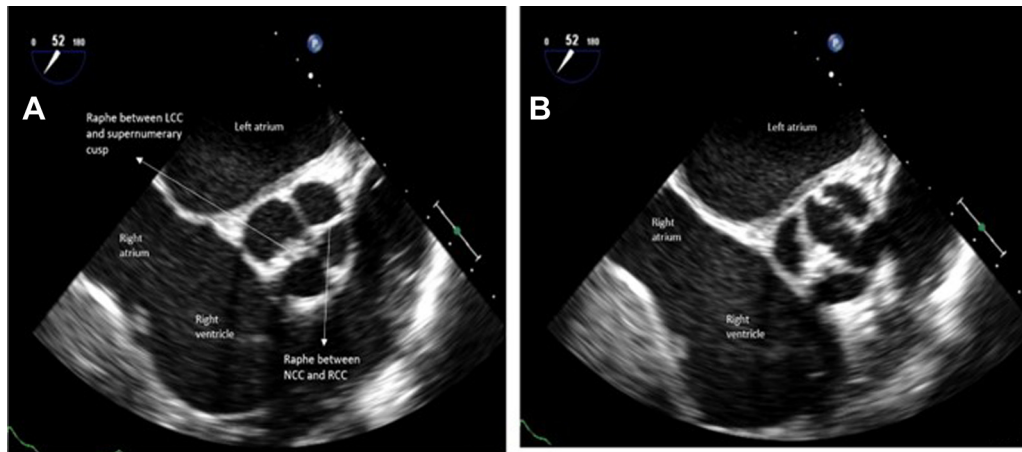 0 52 180
P
A
Raphe between LCC
and supernumerary
cusp
Left atrium
Right
atrium
Right
ventricle
Raphe between
NCC and RCC
0 52 180
P
B
Left atrium
Right
atrium
Right
ventricle